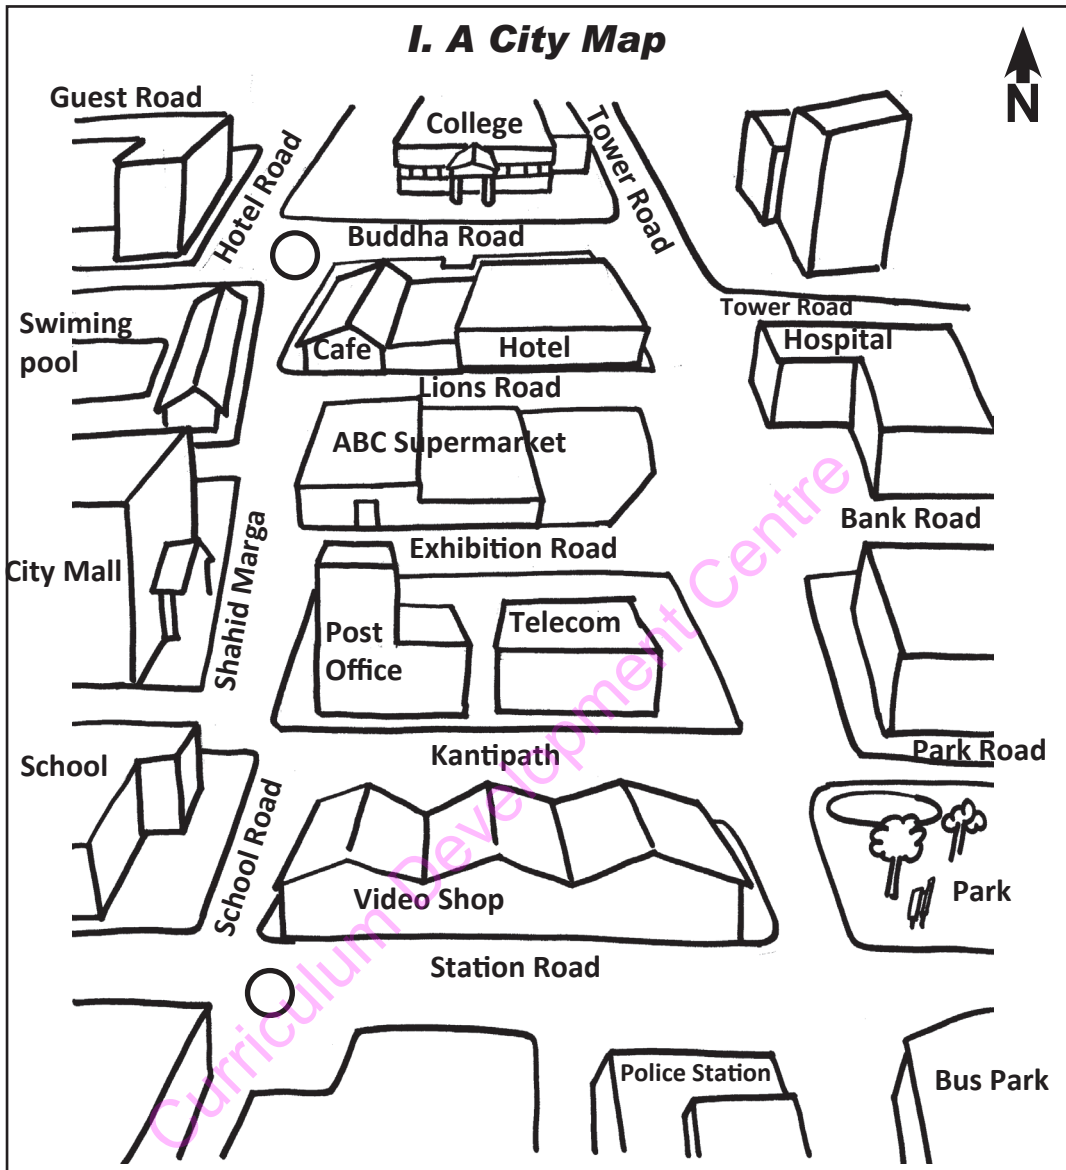 I. A City Map
N
Guest Road
College
Hotel Road
Tower Road
Buddha Road
Tower Road
Swiming
pool
Cafe
Hotel
Hospital
Lions Road
ABC Supermarket
Bank Road
Exhibition Road
City Mall
Shahid Marga
Post
Office
Telecom
Kantipath
Park Road
School
School Road
Video Shop
Park
Station Road
Police Station
Bus Park
Curriculum Development Centre